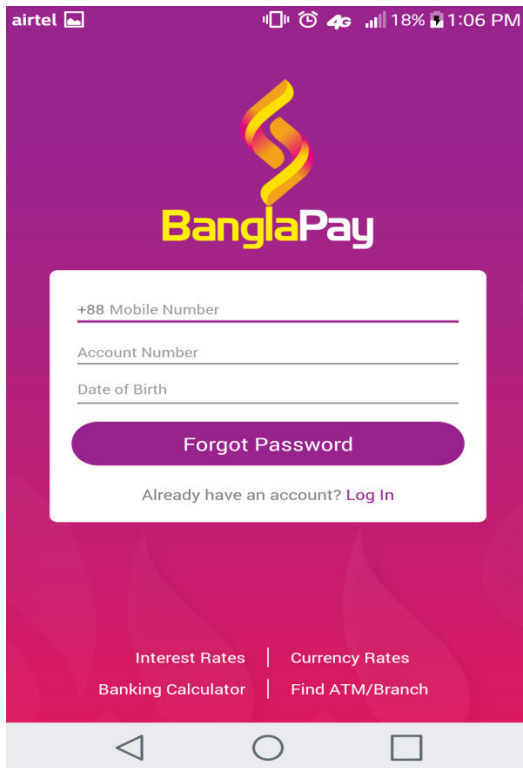 airtel 4G 18% 1:06 PM
BanglaPay
+88 Mobile Number
Account Number
Date of Birth
Forgot Password
Already have an account? Log In
Interest Rates | Currency Rates
Banking Calculator | Find ATM/Branch